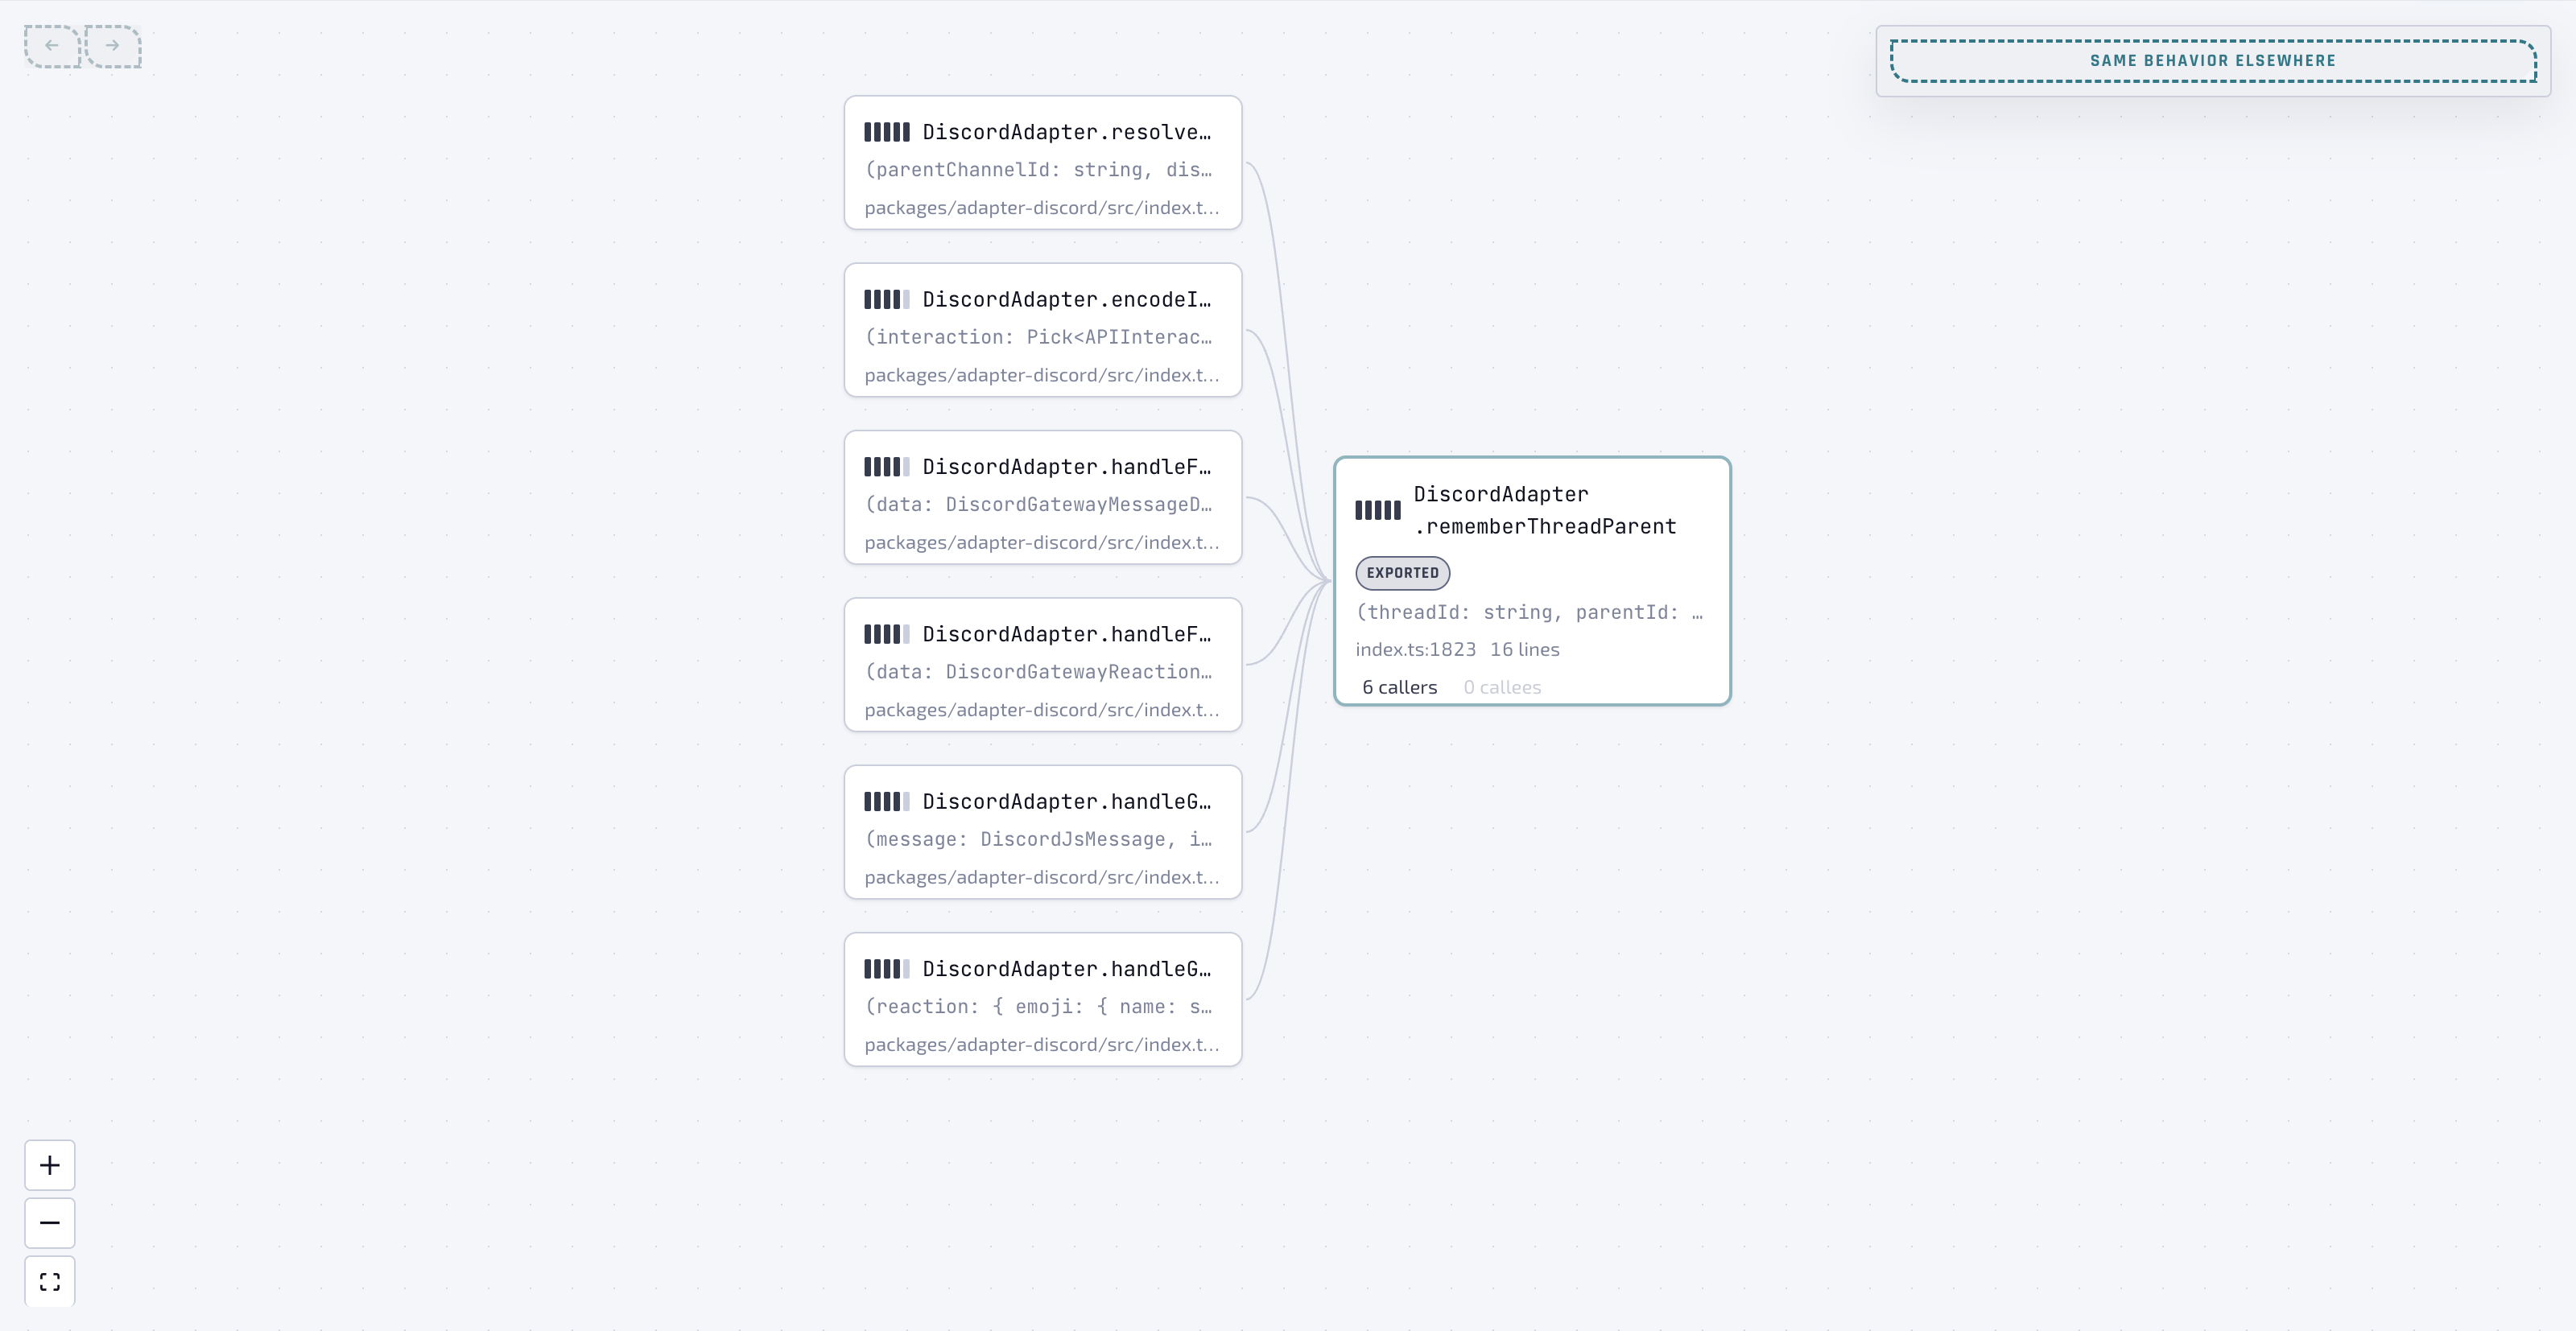 SAME BEHAVIOR ELSEWHERE
DiscordAdapter.resolve…
(parentChannelId: string, dis…
packages/adapter-discord/src/index.t…
DiscordAdapter.encodeI…
(interaction: Pick<APIInterac…
packages/adapter-discord/src/index.t…
DiscordAdapter.handleF…
(data: DiscordGatewayMessageD…
packages/adapter-discord/src/index.t…
DiscordAdapter.handleF…
(data: DiscordGatewayReaction…
packages/adapter-discord/src/index.t…
DiscordAdapter.handleG…
(message: DiscordJsMessage, i…
packages/adapter-discord/src/index.t…
DiscordAdapter.handleG…
(reaction: { emoji: { name: s…
packages/adapter-discord/src/index.t…
DiscordAdapter
.rememberThreadParent
EXPORTED
(threadId: string, parentId: …
index.ts:1823 16 lines
6 callers 0 callees